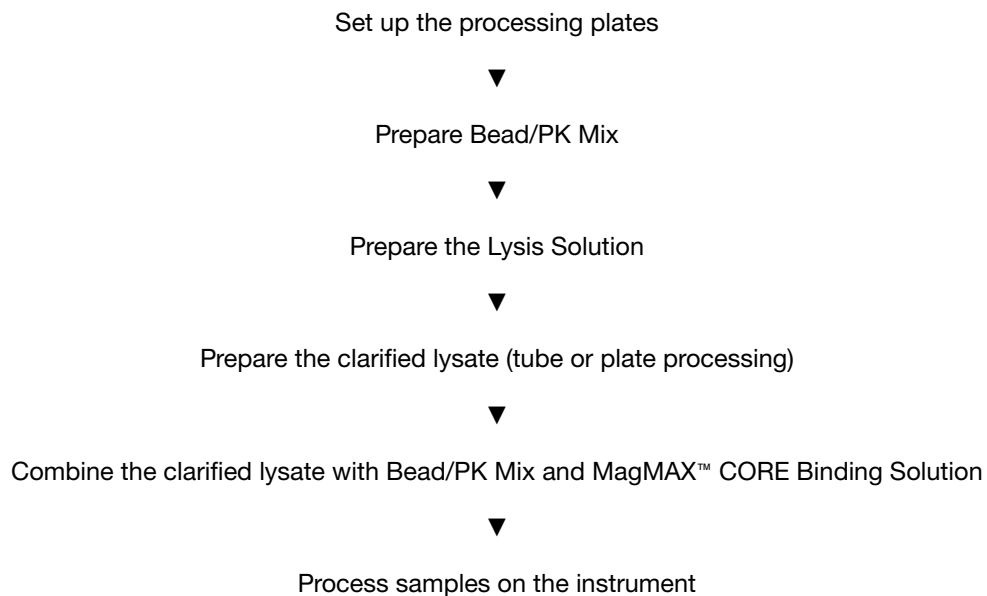 Set up the processing plates
▼
Prepare Bead/PK Mix
▼
Prepare the Lysis Solution
▼
Prepare the clarified lysate (tube or plate processing)
▼
Combine the clarified lysate with Bead/PK Mix and MagMAX™ CORE Binding Solution
▼
Process samples on the instrument